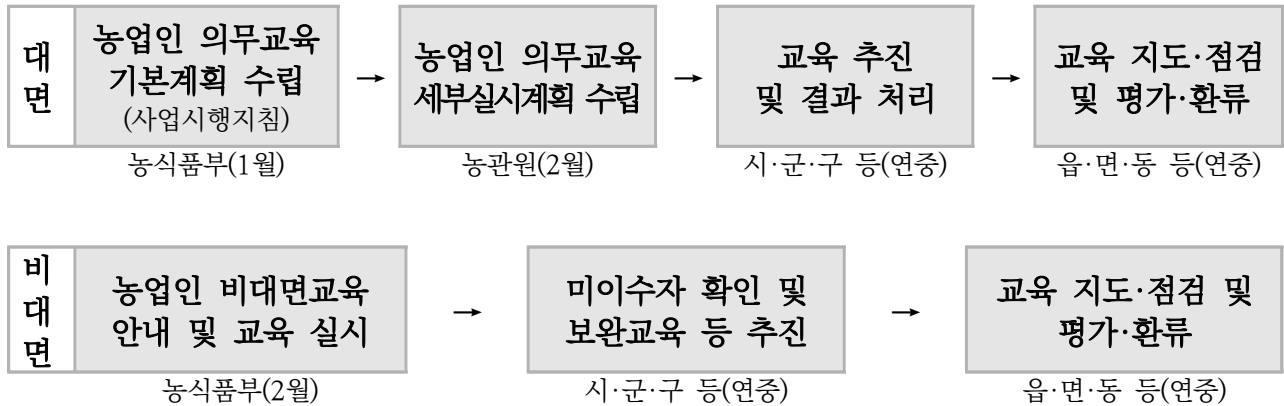 대면
농업인 의무교육
기본계획 수립
(사업시행지침)
농식품부(1월)
→
농업인 의무교육
세부실시계획 수립
농관원(2월)
→
교육 추진
및 결과 처리
시·군·구 등(연중)
→
교육 지도·점검
및 평가·환류
읍·면·동 등(연중)
비대면
농업인 비대면교육
안내 및 교육 실시
농식품부(2월)
→
미이수자 확인 및
보완교육 등 추진
시·군·구 등(연중)
→
교육 지도·점검 및
평가·환류
읍·면·동 등(연중)